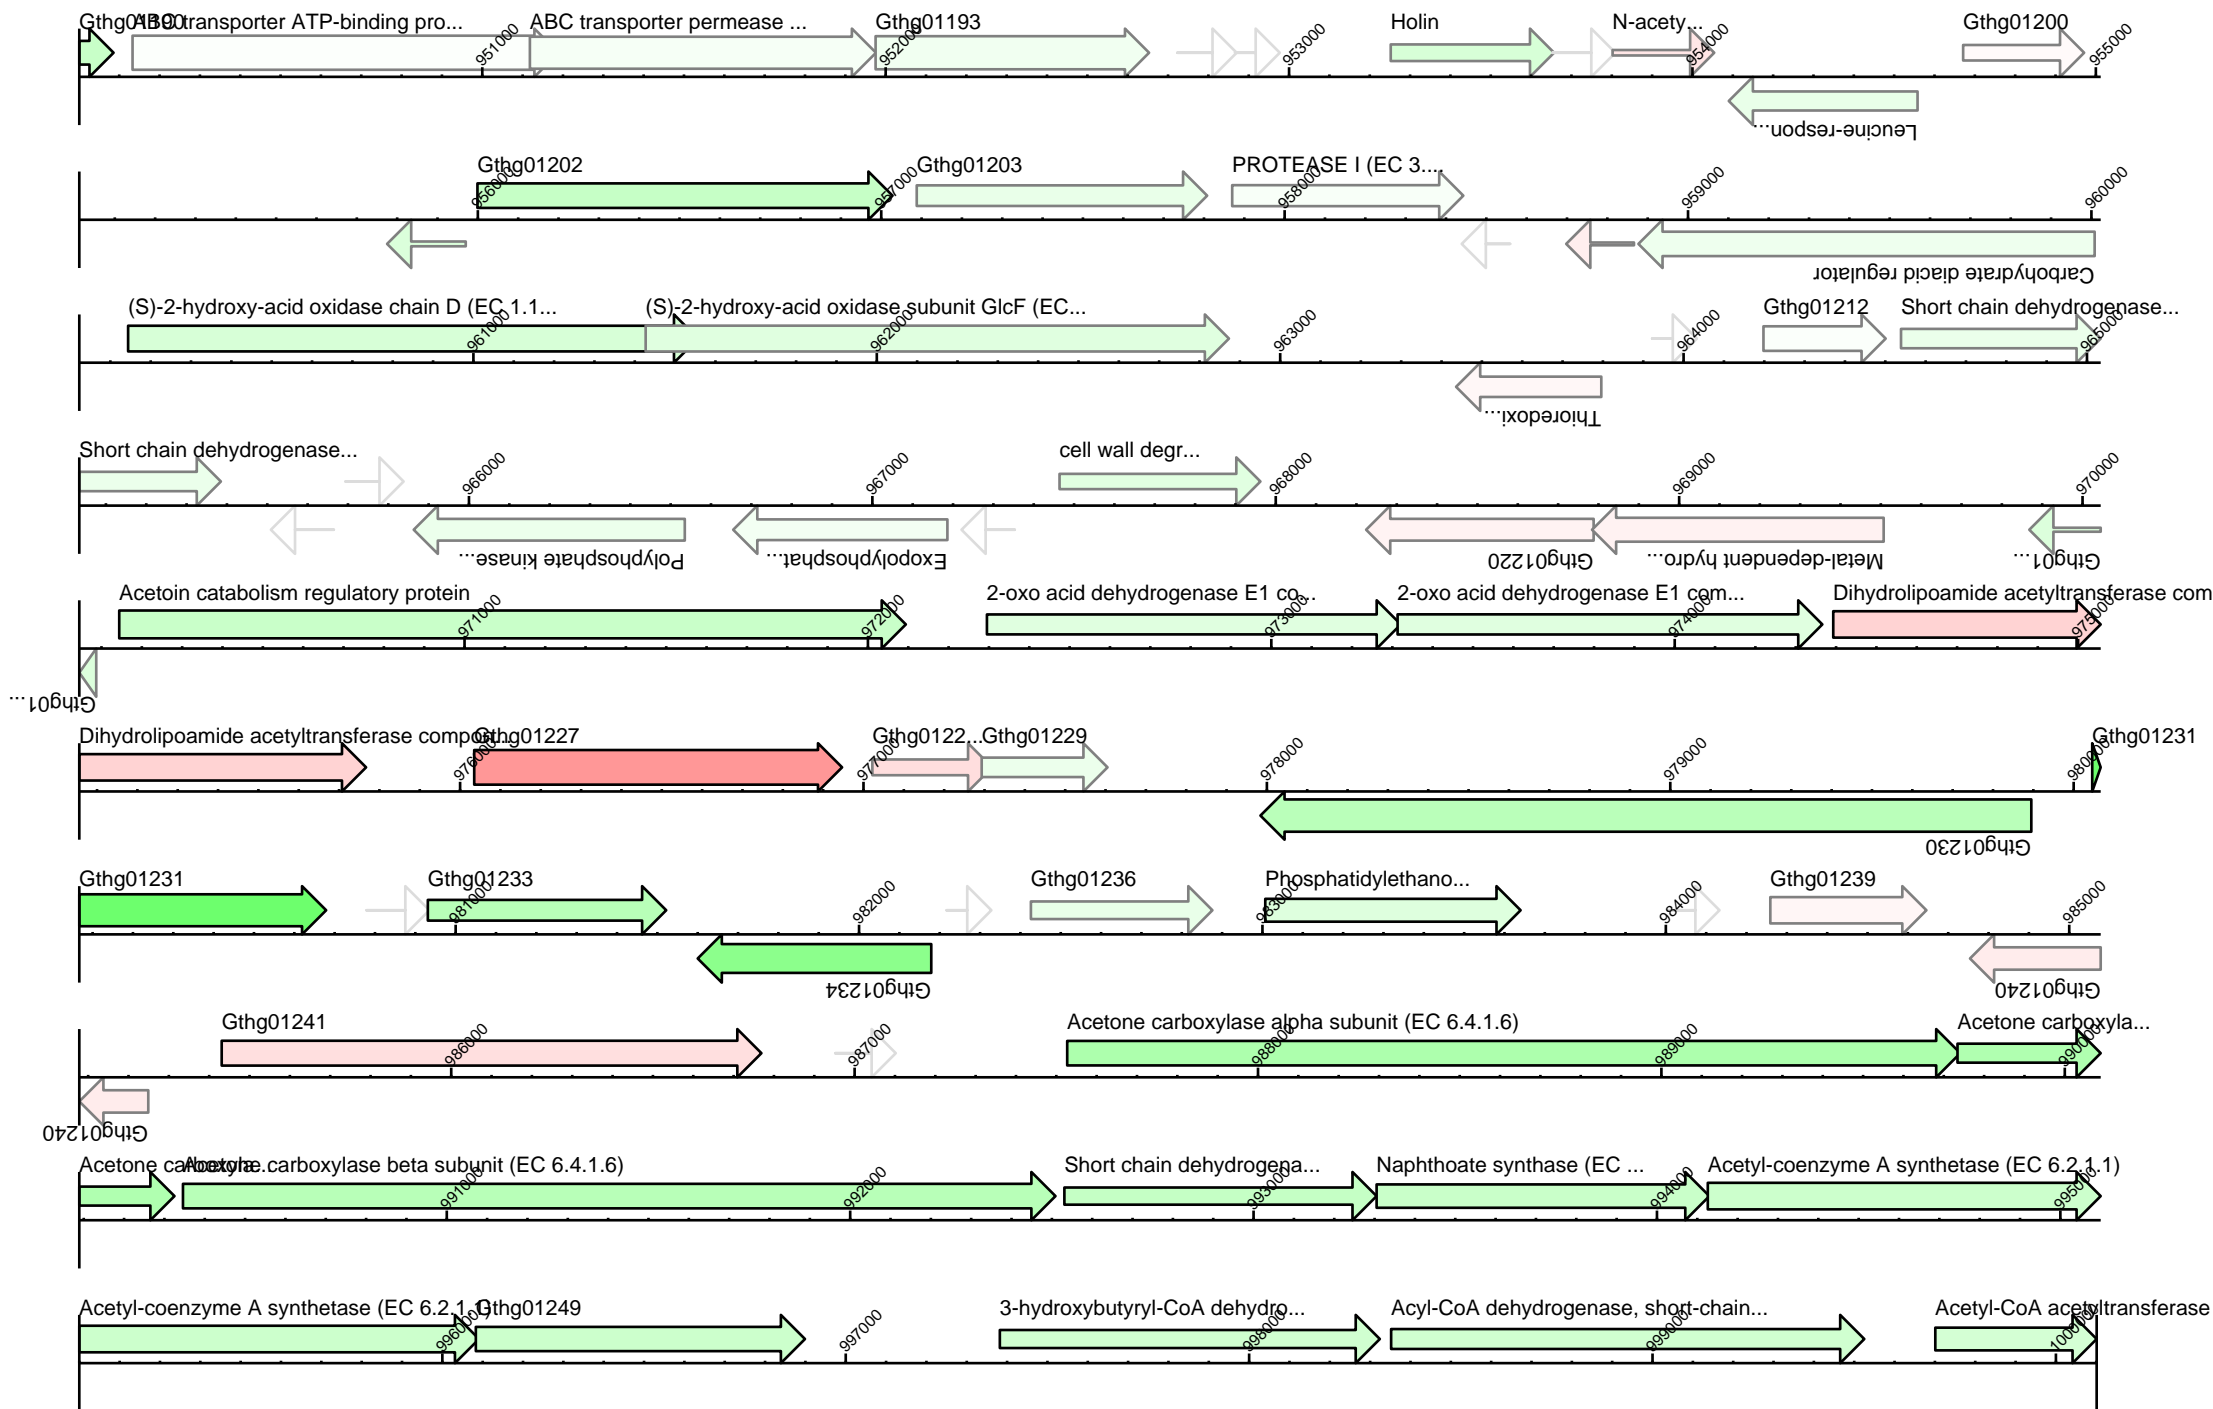 Gthg01190 ABC transporter ATP-binding pro... ABC transporter permease ... Gthg01193 Holin N-acety... Gthg01200
951000 952000 953000 954000 955000
Leucine-respon...
Gthg01202 Gthg01203 PROTEASE I (EC 3....
956000 957000 958000 959000 960000
Carbohydrate diacid regulator
(S)-2-hydroxy-acid oxidase chain D (EC 1.1... (S)-2-hydroxy-acid oxidase subunit GlcF (EC... Gthg01212 Short chain dehydrogenase...
961000 962000 963000 964000 965000
Thioredoxi...
Short chain dehydrogenase... cell wall degr...
966000 967000 968000 969000 970000
Polyphosphate kinase... Exopolyphosphat... Gthg01220 Metal-dependent hydro... Gthg01...
Acetoin catabolism regulatory protein 2-oxo acid dehydrogenase E1 co... 2-oxo acid dehydrogenase E1 com... Dihydrolipoamide acetyltransferase com
971000 972000 973000 974000 975000
Gthg01...
Dihydrolipoamide acetyltransferase compon... Gthg01227 Gthg0122... Gthg01229 Gthg01231
976000 977000 978000 979000 980000
Gthg01230
Gthg01231 Gthg01233 Gthg01236 Phosphatidylethano... Gthg01239
981000 982000 983000 984000 985000
Gthg01234 Gthg01240
Gthg01241 Acetone carboxylase alpha subunit (EC 6.4.1.6) Acetone carboxyla...
986000 987000 988000 989000 990000
Gthg01240
Acetone carboxyla... Acetone carboxylase beta subunit (EC 6.4.1.6) Short chain dehydrogena... Naphthoate synthase (EC ... Acetyl-coenzyme A synthetase (EC 6.2.1.1)
991000 992000 993000 994000 995000
Acetyl-coenzyme A synthetase (EC 6.2.1.1) Gthg01249 3-hydroxybutyryl-CoA dehydro... Acyl-CoA dehydrogenase, short-chain... Acetyl-CoA acetyltransferase
996000 997000 998000 999000 1000000